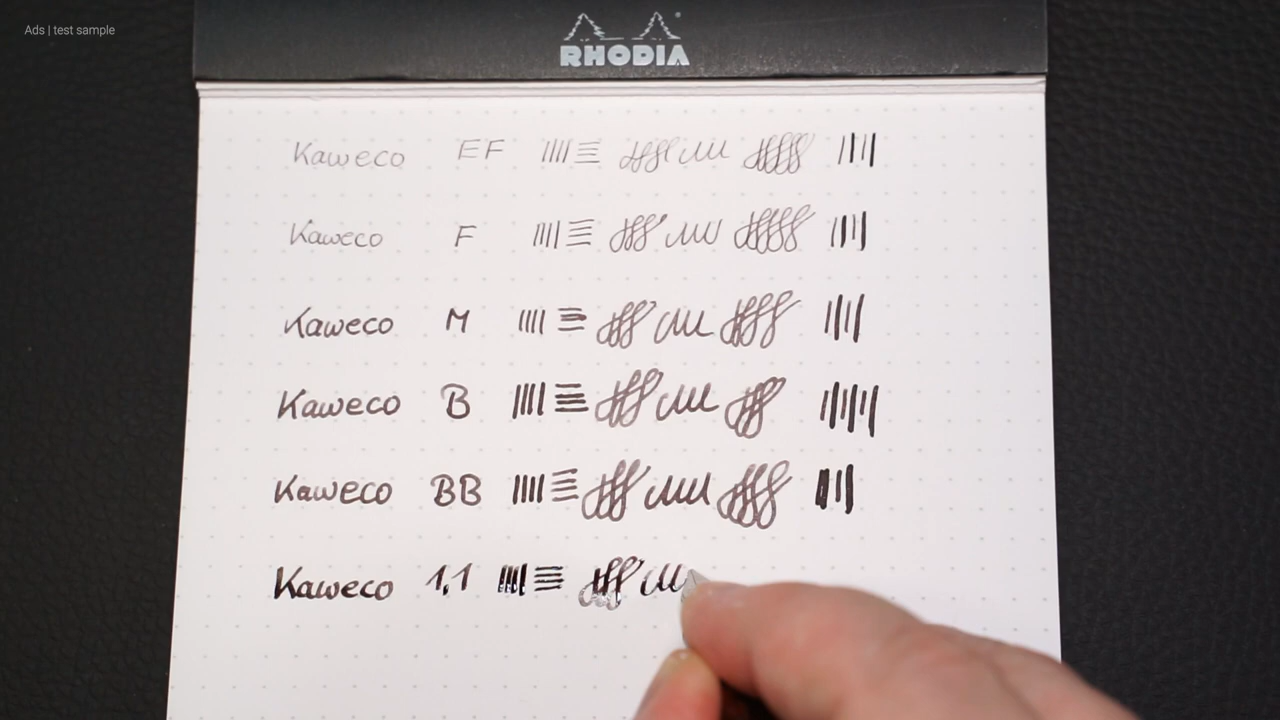 Ads | test sample
RHODIA
Kaweco EF
Kaweco F
Kaweco M
Kaweco B
Kaweco BB
Kaweco 1,1